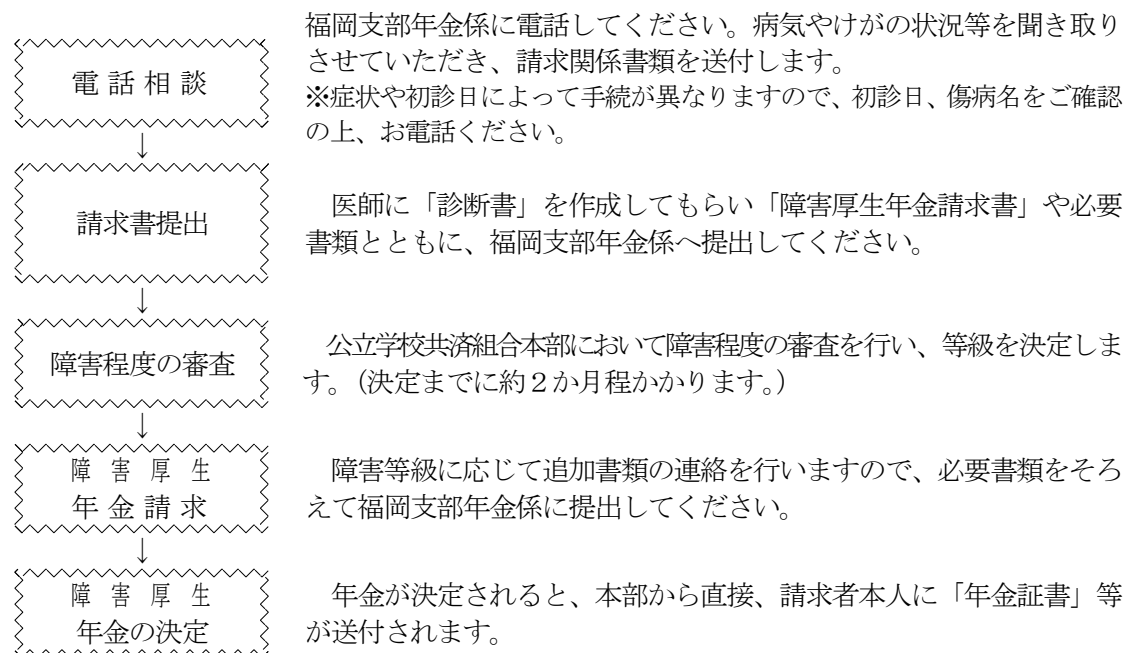 電話相談
福岡支部年金係に電話してください。病気やけがの状況等を聞き取り
させていただき、請求関係書類を送付します。
※症状や初診日によって手続が異なりますので、初診日、傷病名をご確認
の上、お電話ください。
↓
請求書提出
医師に「診断書」を作成してもらい「障害厚生年金請求書」や必要
書類とともに、福岡支部年金係へ提出してください。
↓
障害程度の審査
公立学校共済組合本部において障害程度の審査を行い、等級を決定しま
す。(決定までに約２か月程かかります。)
↓
障害厚生
年金請求
障害等級に応じて追加書類の連絡を行いますので、必要書類をそろ
えて福岡支部年金係に提出してください。
↓
障害厚生
年金の決定
年金が決定されると、本部から直接、請求者本人に「年金証書」等
が送付されます。